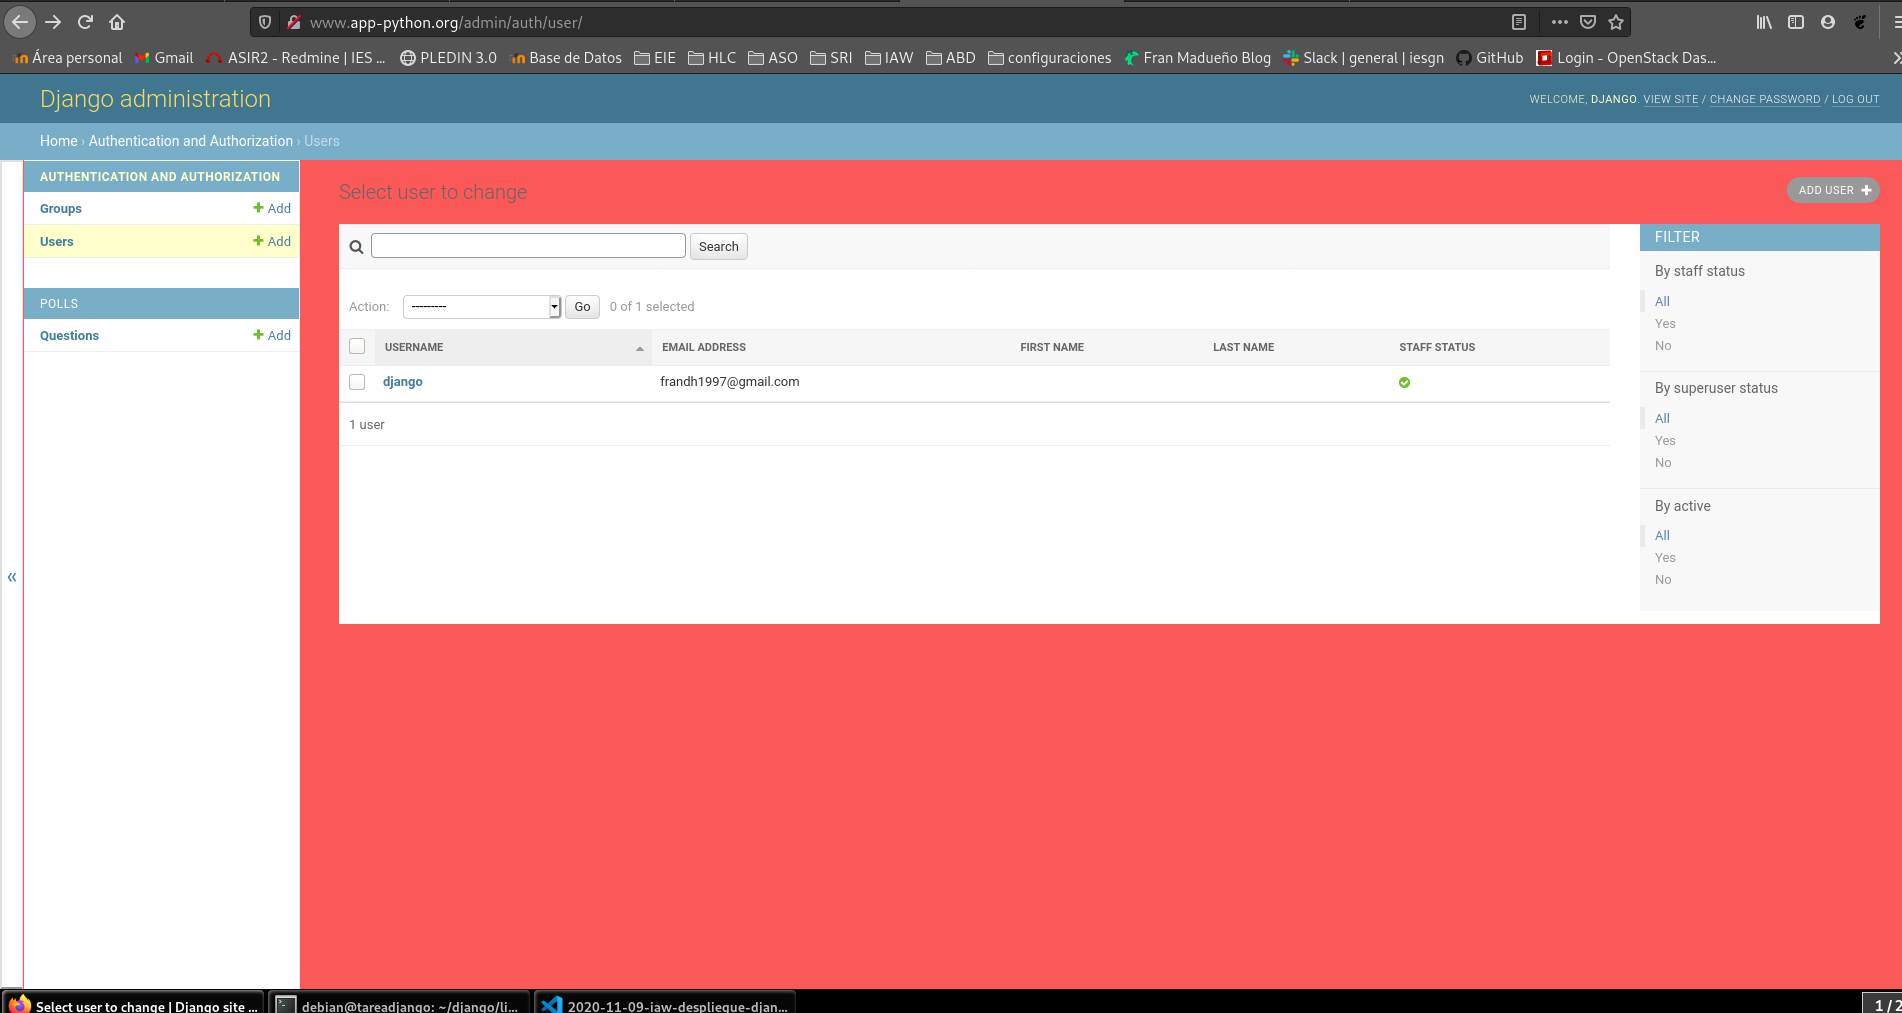 www.app-python.org/admin/auth/user/
Área personal Gmail ASIR2 - Redmine | IES ... PLEDIN 3.0 Base de Datos EIE HLC ASO SRI IAW ABD configuraciones Fran Madueño Blog Slack | general | iesgn GitHub Login - OpenStack Das...
Django administration
WELCOME, DJANGO. VIEW SITE / CHANGE PASSWORD / LOG OUT
Home › Authentication and Authorization › Users
AUTHENTICATION AND AUTHORIZATION
Groups + Add
Users + Add
POLLS
Questions + Add
«
Select user to change
ADD USER +
Search
Action: --------- Go 0 of 1 selected
USERNAME EMAIL ADDRESS FIRST NAME LAST NAME STAFF STATUS
django frandh1997@gmail.com
1 user
FILTER
By staff status
All
Yes
No
By superuser status
All
Yes
No
By active
All
Yes
No
Select user to change | Django site ... debian@tareadjango: ~/django/li... 2020-11-09-iaw-despliegue-djan... 1 / 2